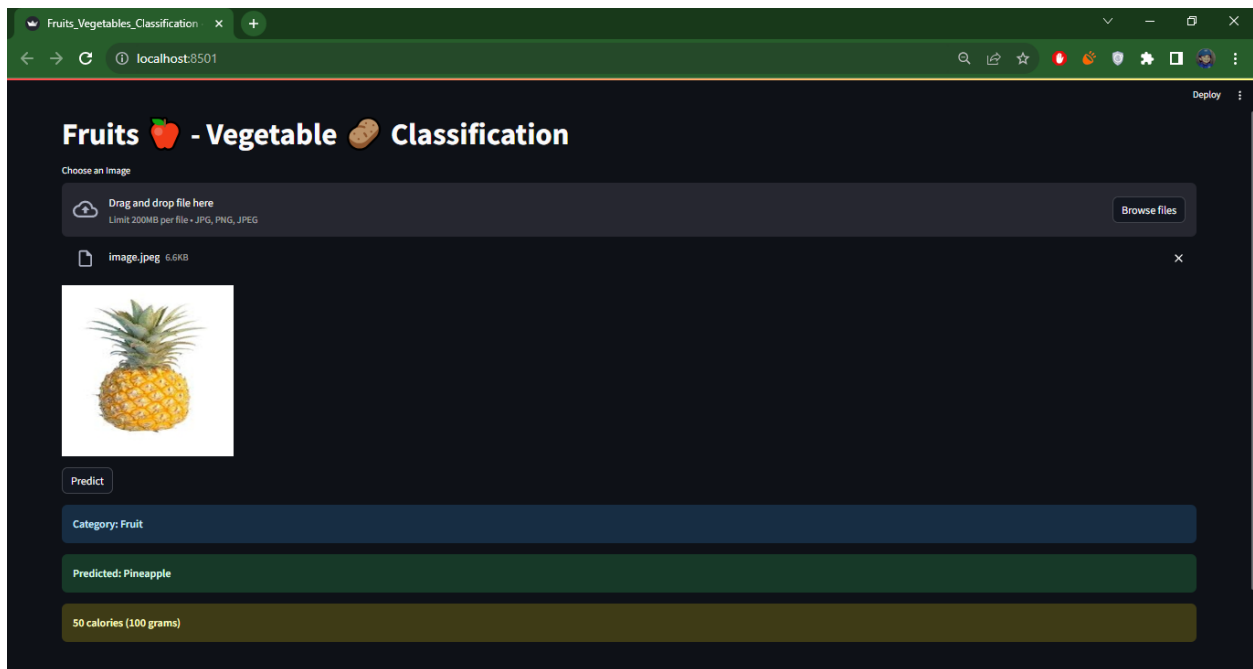 Fruits_Vegetables_Classification
localhost:8501
Deploy
Fruits 🍎 - Vegetable 🥔 Classification
Choose an Image
Drag and drop file here
Limit 200MB per file • JPG, PNG, JPEG
Browse files
image.jpeg 6.6KB
Predict
Category: Fruit
Predicted: Pineapple
50 calories (100 grams)